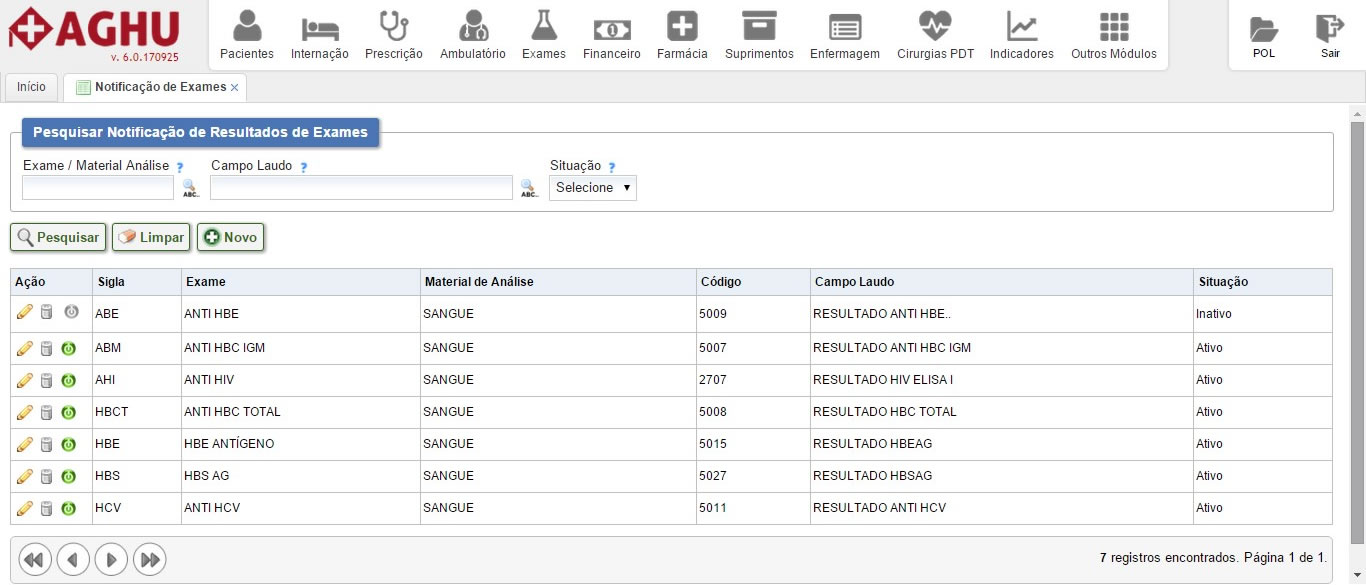 AGHU
v. 6.0.170925
Pacientes Internação Prescrição Ambulatório Exames Financeiro Farmácia Suprimentos Enfermagem Cirurgias PDT Indicadores Outros Módulos POL Sair
Início Notificação de Exames ×
Pesquisar Notificação de Resultados de Exames
Exame / Material Análise ? Campo Laudo ? Situação ?
ABC.. ABC.. Selecione
Pesquisar Limpar Novo
Ação Sigla Exame Material de Análise Código Campo Laudo Situação
ABE ANTI HBE SANGUE 5009 RESULTADO ANTI HBE.. Inativo
ABM ANTI HBC IGM SANGUE 5007 RESULTADO ANTI HBC IGM Ativo
AHI ANTI HIV SANGUE 2707 RESULTADO HIV ELISA I Ativo
HBCT ANTI HBC TOTAL SANGUE 5008 RESULTADO HBC TOTAL Ativo
HBE HBE ANTÍGENO SANGUE 5015 RESULTADO HBEAG Ativo
HBS HBS AG SANGUE 5027 RESULTADO HBSAG Ativo
HCV ANTI HCV SANGUE 5011 RESULTADO ANTI HCV Ativo
7 registros encontrados. Página 1 de 1.